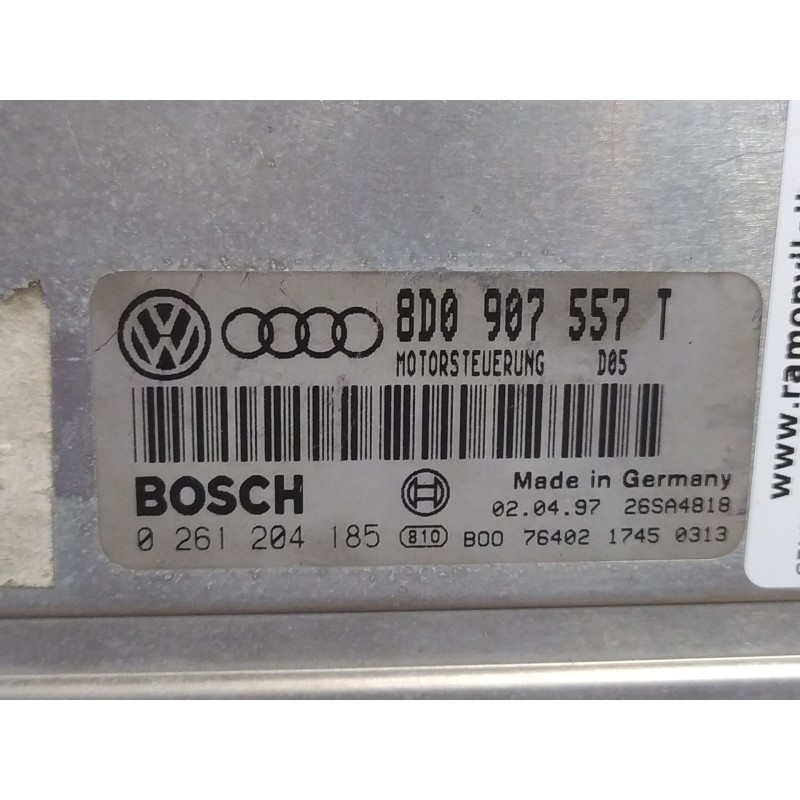 8D0 907 557 T
MOTORSTEUERUNG D05
BOSCH
Made in Germany
02.04.97 26SA4818
0 261 204 185 810 B00 76402 1745 0313